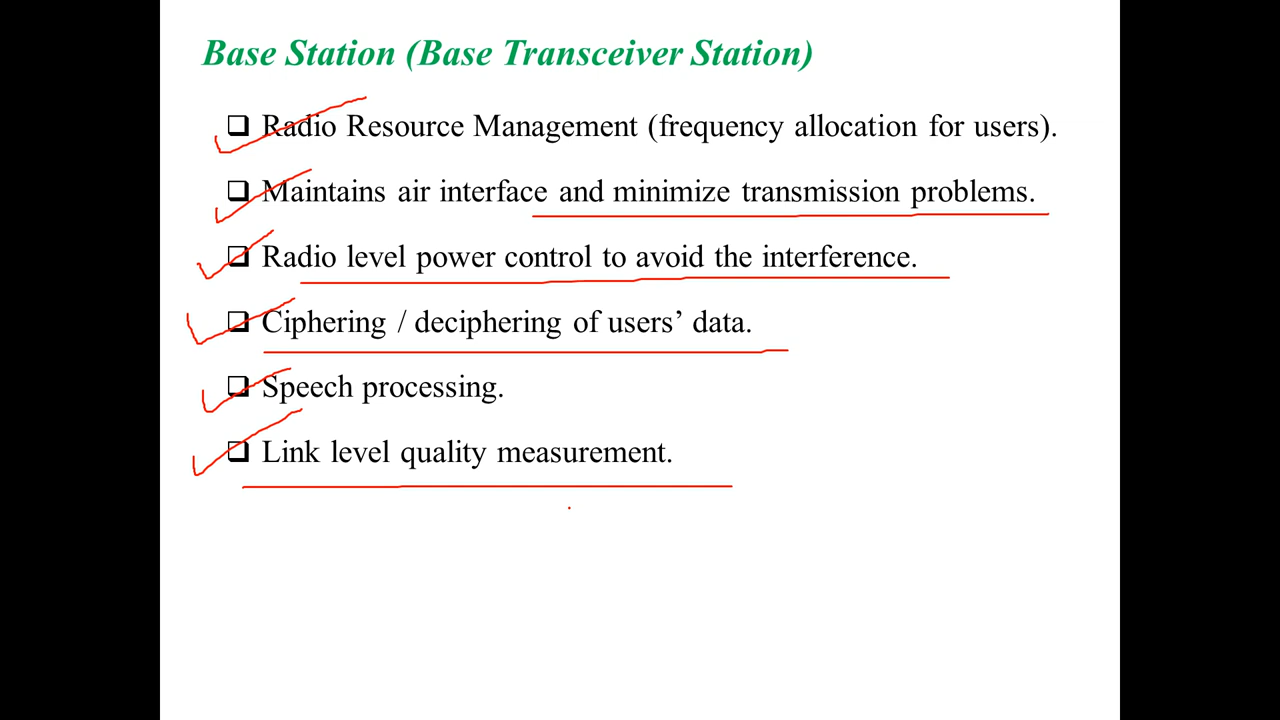 Base Station (Base Transceiver Station)
Radio Resource Management (frequency allocation for users).
Maintains air interface and minimize transmission problems.
Radio level power control to avoid the interference.
Ciphering / deciphering of users’ data.
Speech processing.
Link level quality measurement.